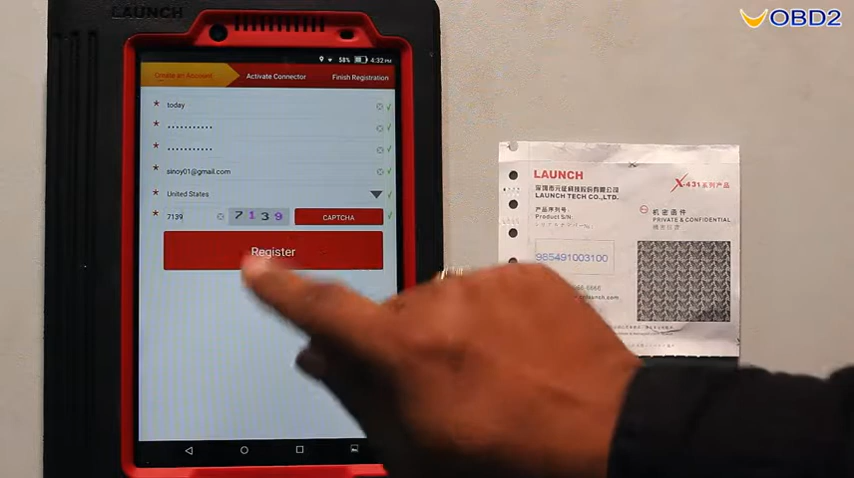 LAUNCH
OBD2
58% 4:32 PM
Create an Account Activate Connector Finish Registration
* today
* •••••••••••
* •••••••••••
* sinoy01@gmail.com
* United States
* 7139 7139 CAPTCHA
Register
LAUNCH
深圳市元征科技股份有限公司
LAUNCH TECH CO.,LTD.
X-431系列产品
产品序列号:
Product S/N:
机密函件
PRIVATE & CONFIDENTIAL
985491003100